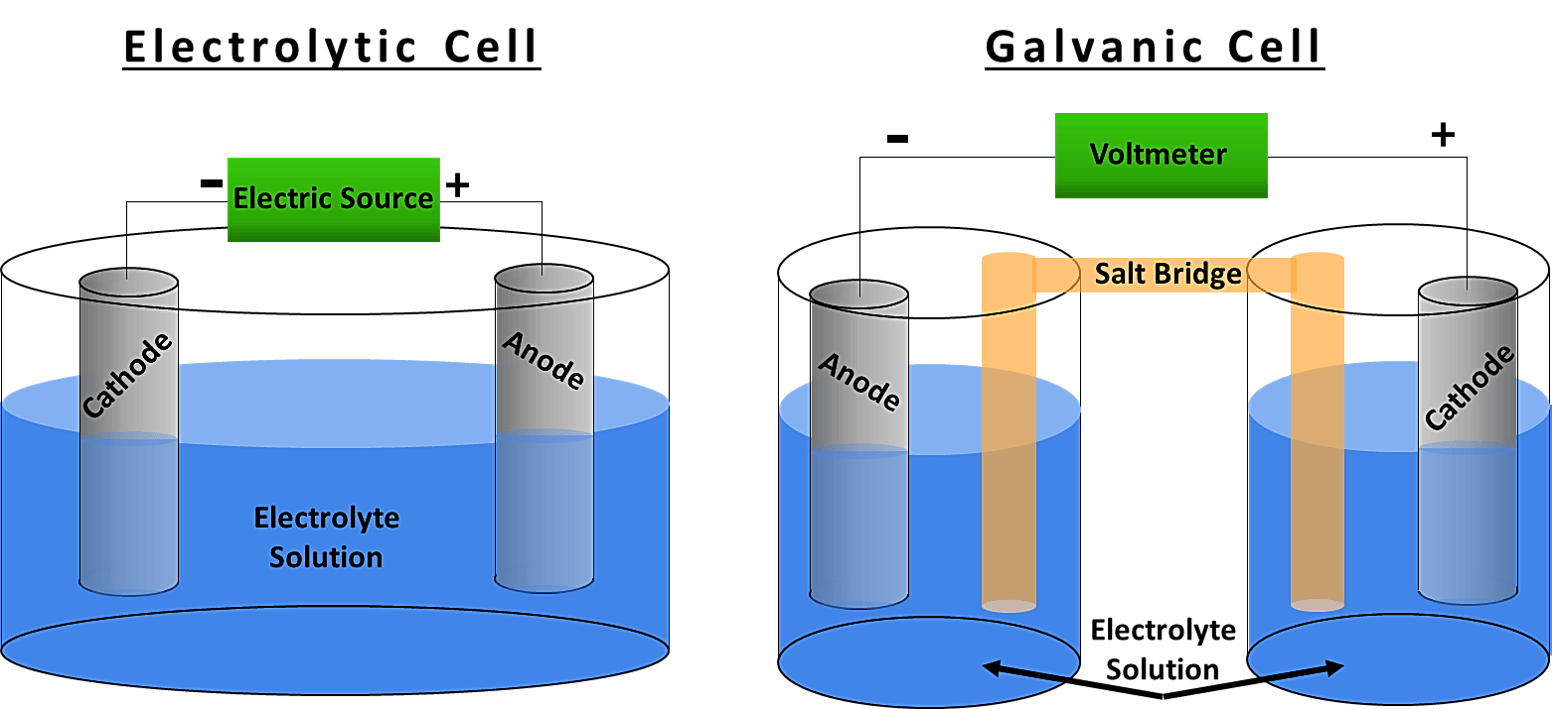 Electrolytic Cell
- Electric Source +
Cathode
Anode
Electrolyte
Solution
Galvanic Cell
- Voltmeter +
Salt Bridge
Anode
Cathode
Electrolyte
Solution